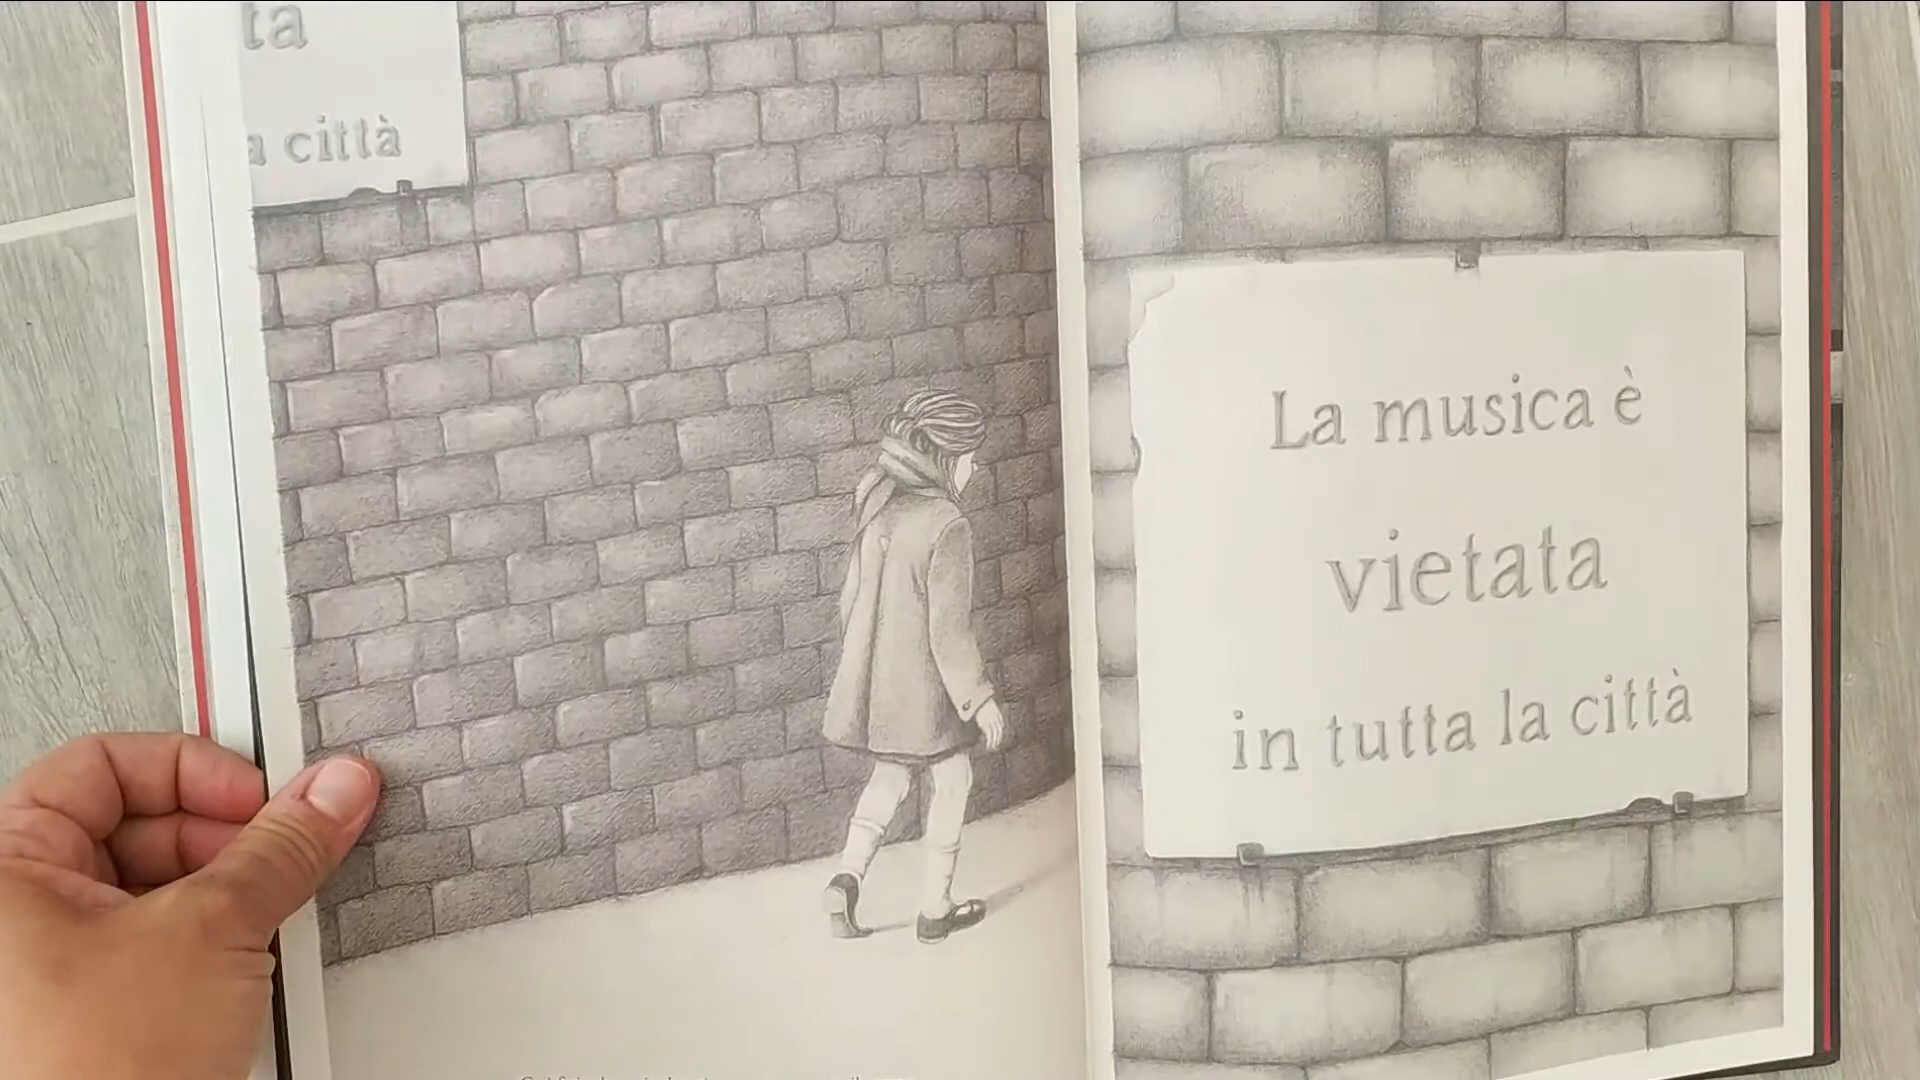 ta
a città
La musica è
vietata
in tutta la città